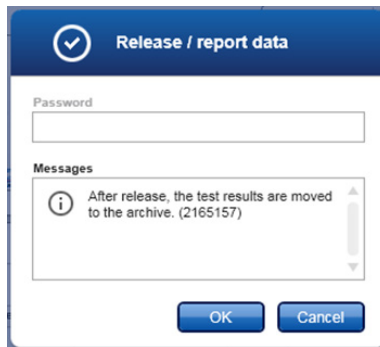 Release / report data
Password
Messages
After release, the test results are moved
to the archive. (2165157)
OK
Cancel